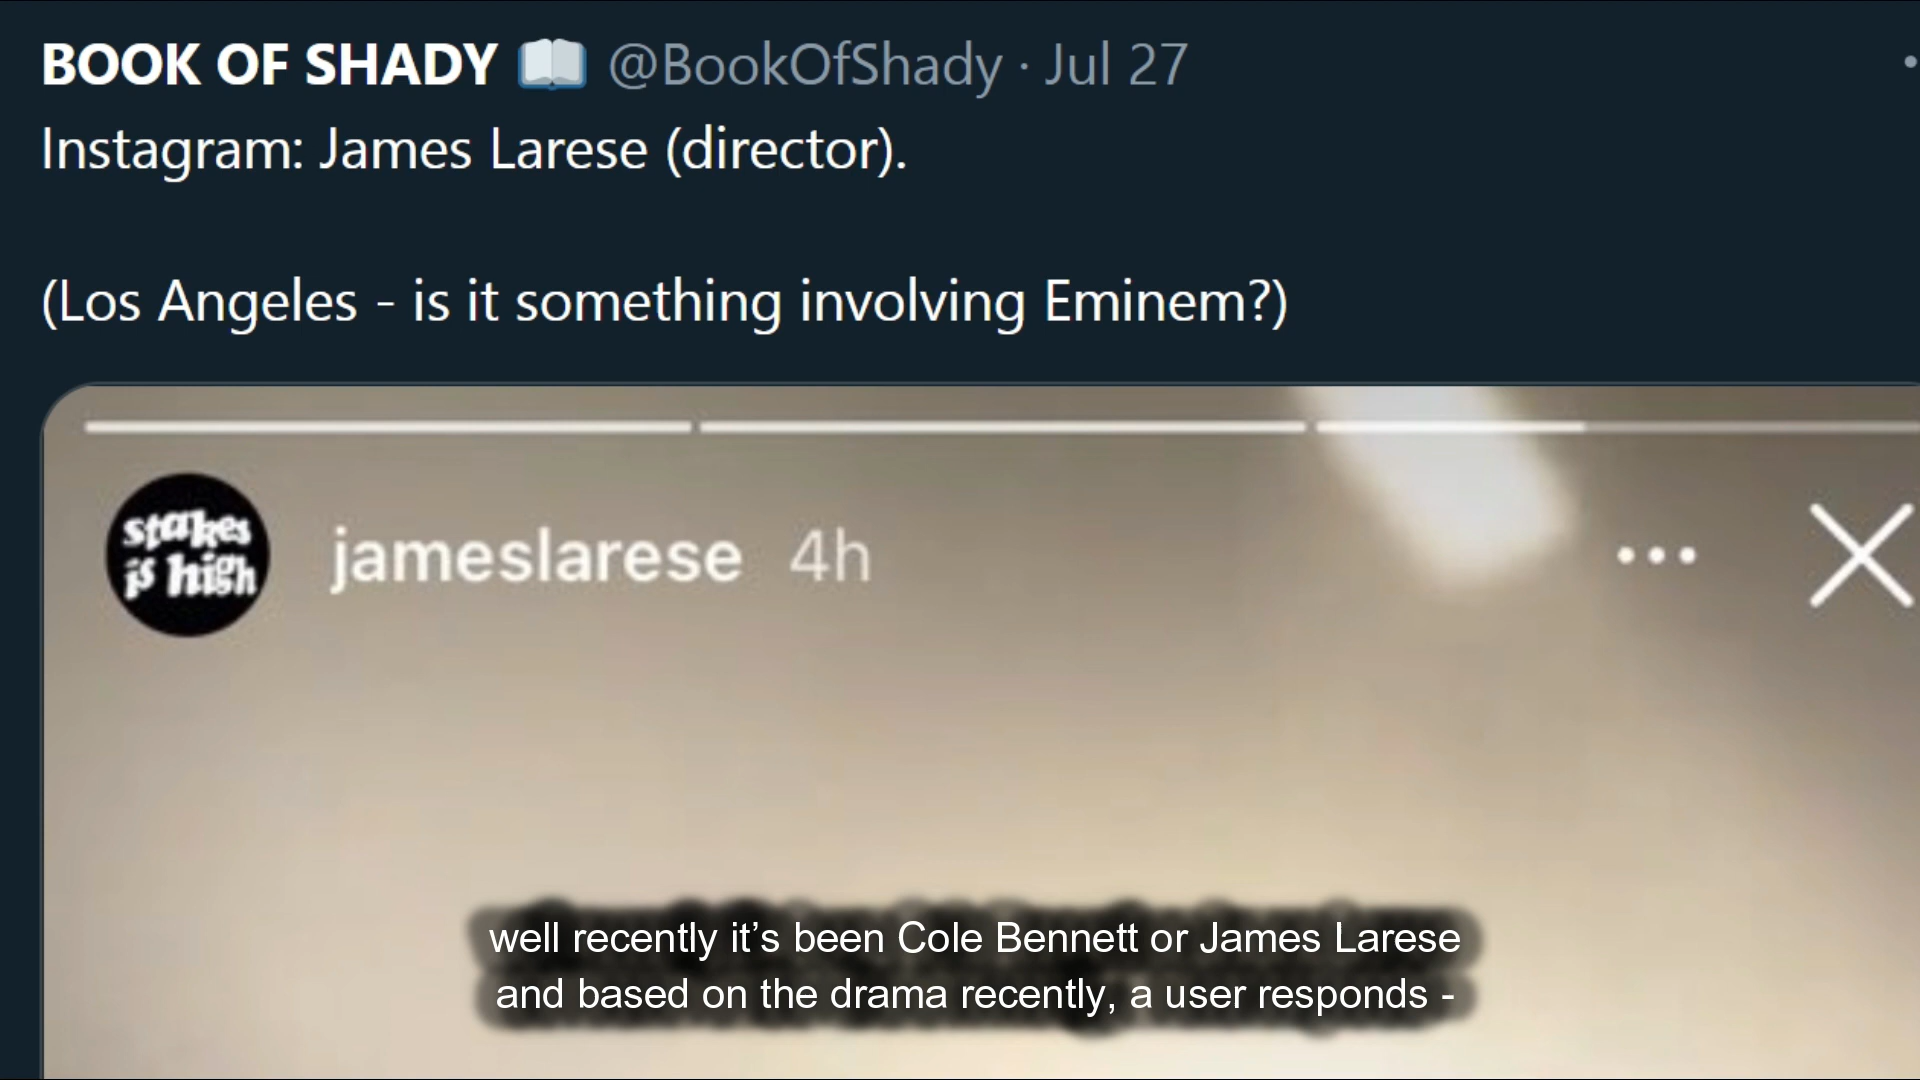 BOOK OF SHADY 📖 @BookOfShady · Jul 27
Instagram: James Larese (director).
(Los Angeles - is it something involving Eminem?)
stakes
is high
jameslarese 4h
well recently it’s been Cole Bennett or James Larese
and based on the drama recently, a user responds -